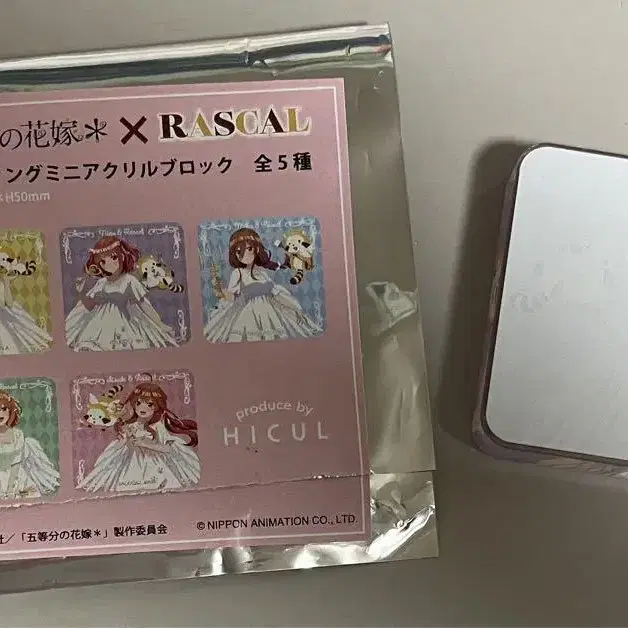 の花嫁＊ × RASCAL
ングミニアクリルブロック　全5種
H50mm
produce by
HICUL
社/「五等分の花嫁＊」製作委員会
© NIPPON ANIMATION CO., LTD.